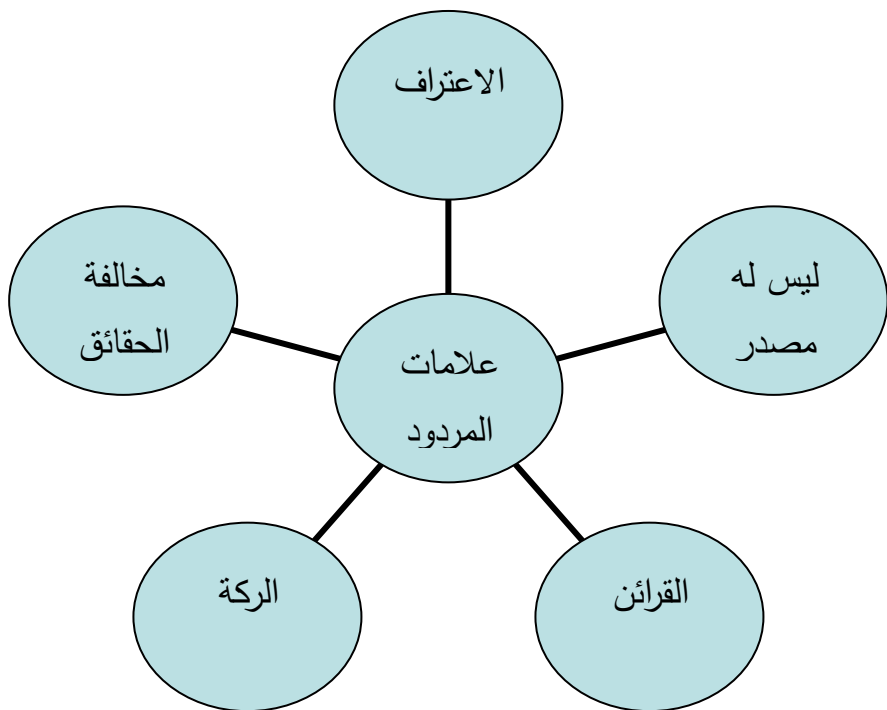 الاعتراف
ليس له
مصدر
مخالفة
الحقائق
علامات
المردود
القرائن
الركة